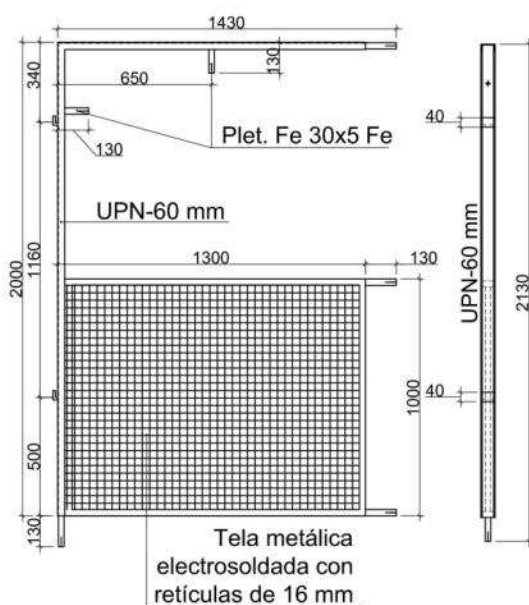 1430
340
650
130
40
130
Plet. Fe 30x5 Fe
UPN-60 mm
1160
1300
130
UPN-60 mm
2000
2130
1000
40
500
130
Tela metálica
electrosoldada con
retículas de 16 mm